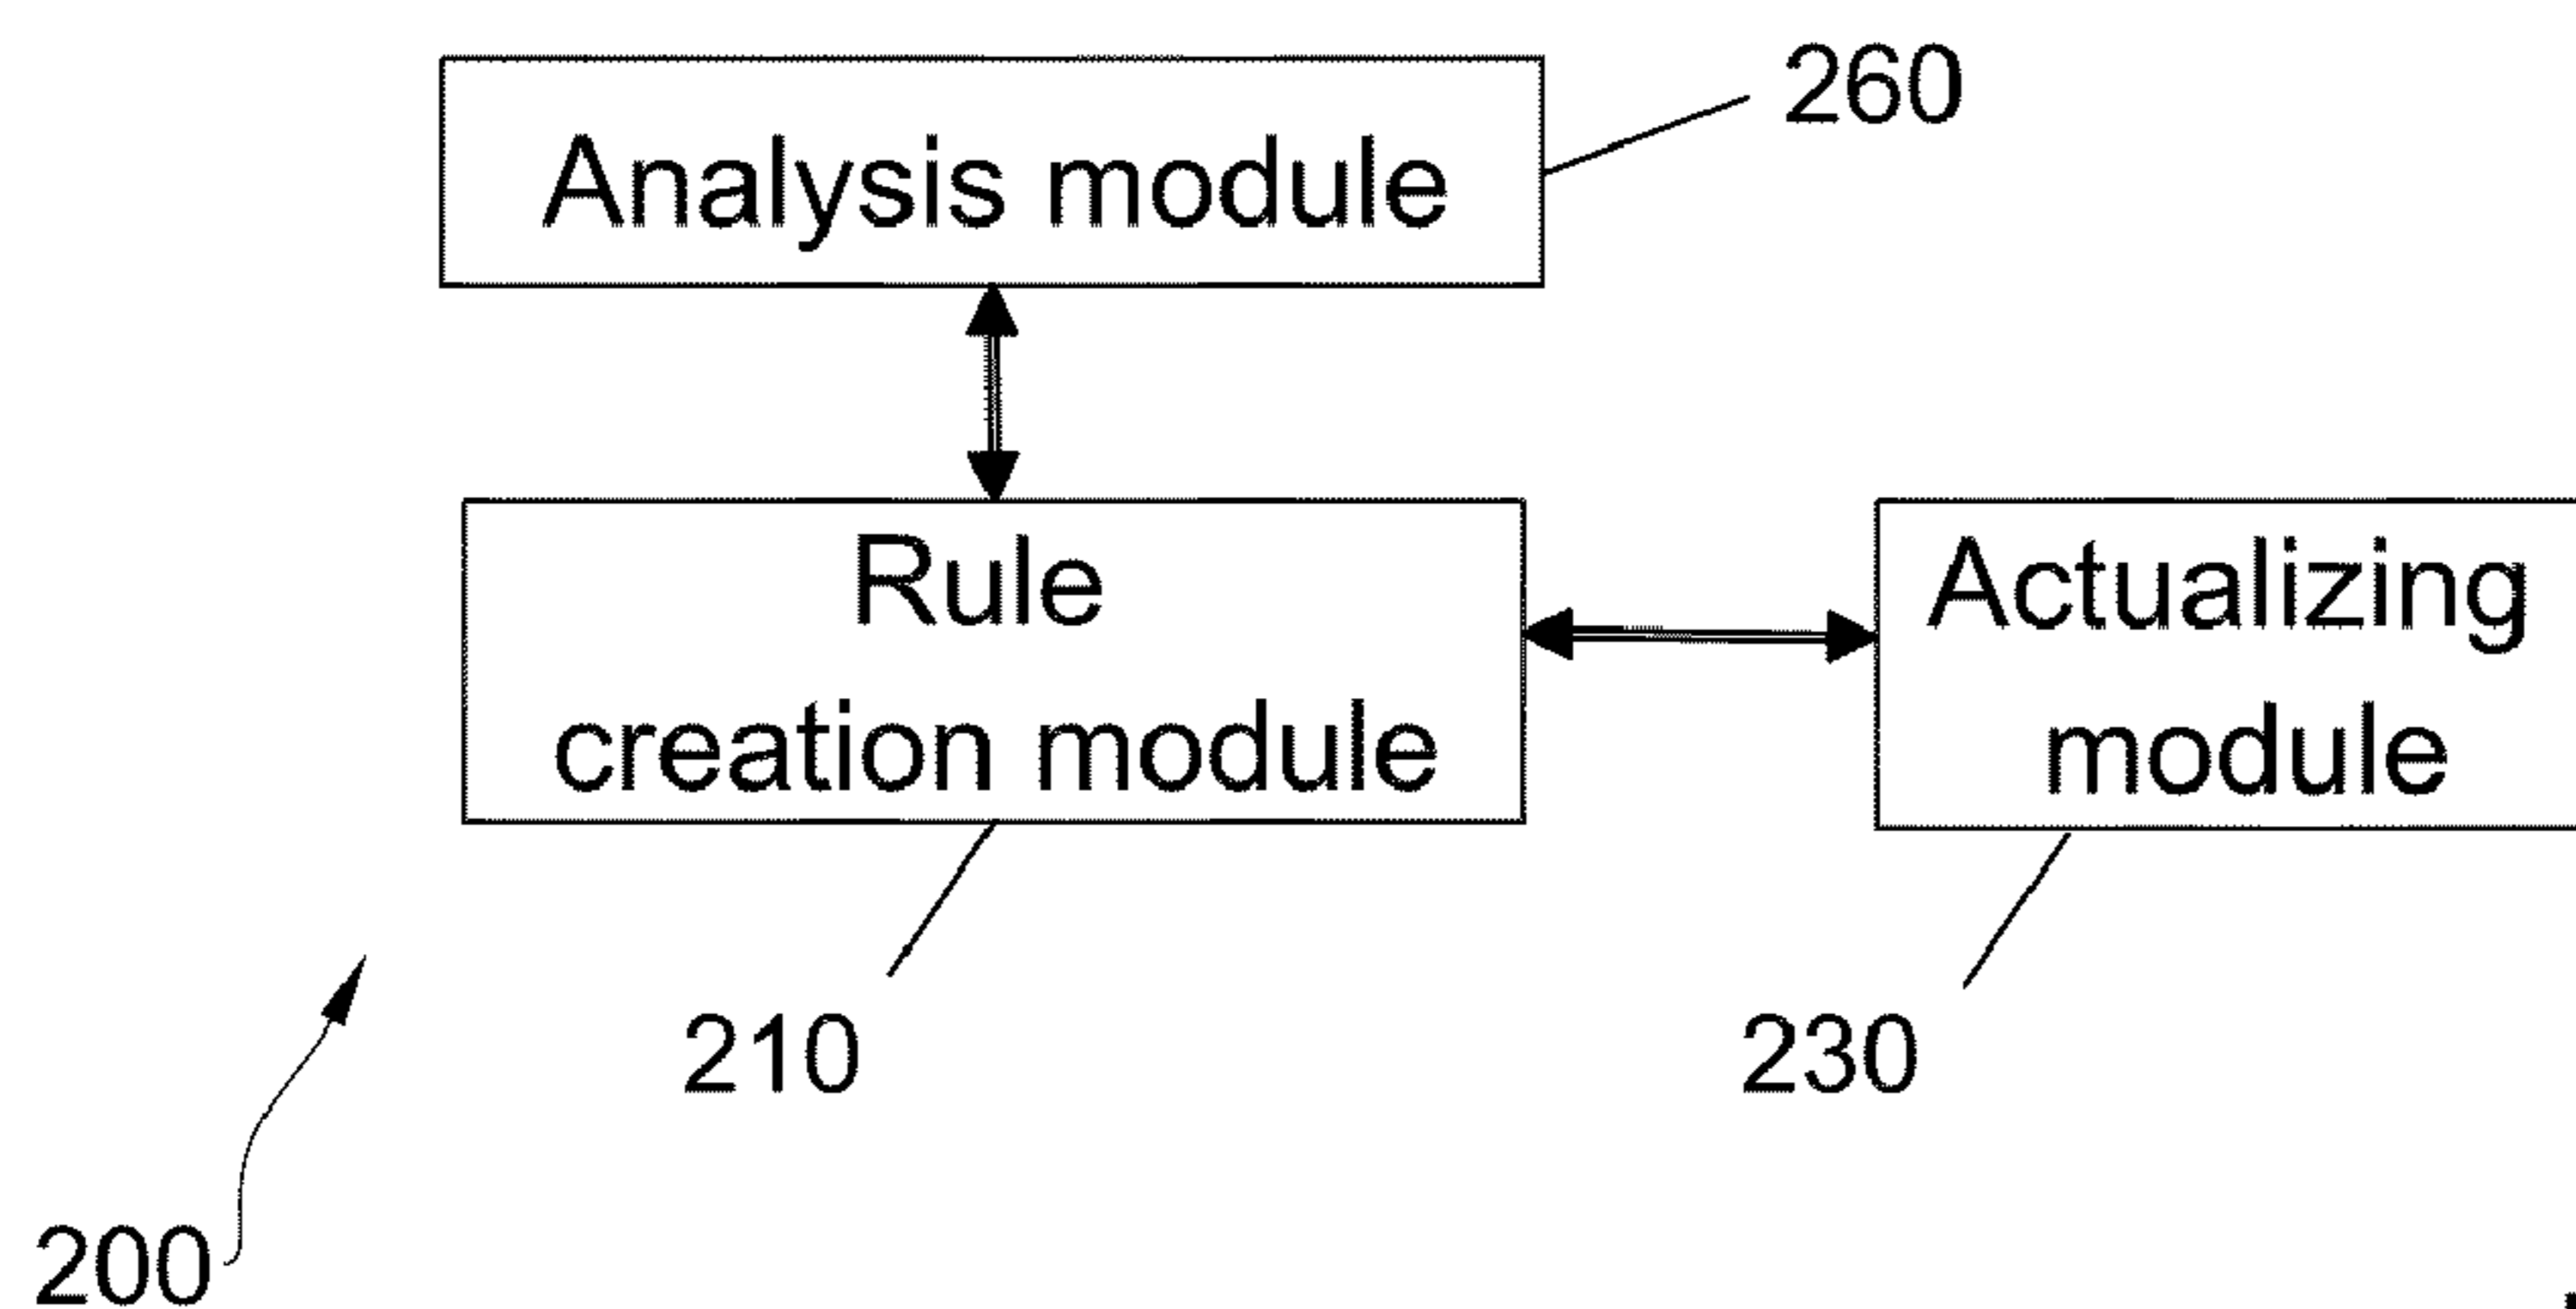 260
Analysis module
Rule
creation module
Actualizing
module
210
230
200